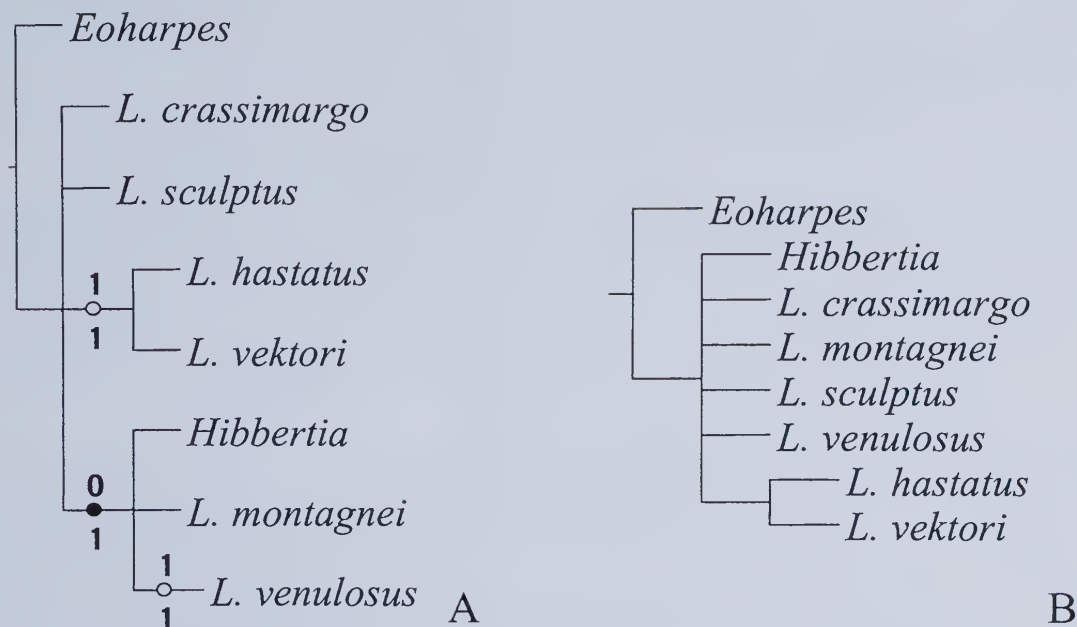 Eoharpes
L. crassimargo
L. sculptus
1
1
L. hastatus
L. vektori
Hibbertia
0
1
L. montagnei
1
1
L. venulosus
A
Eoharpes
Hibbertia
L. crassimargo
L. montagnei
L. sculptus
L. venulosus
L. hastatus
L. vektori
B